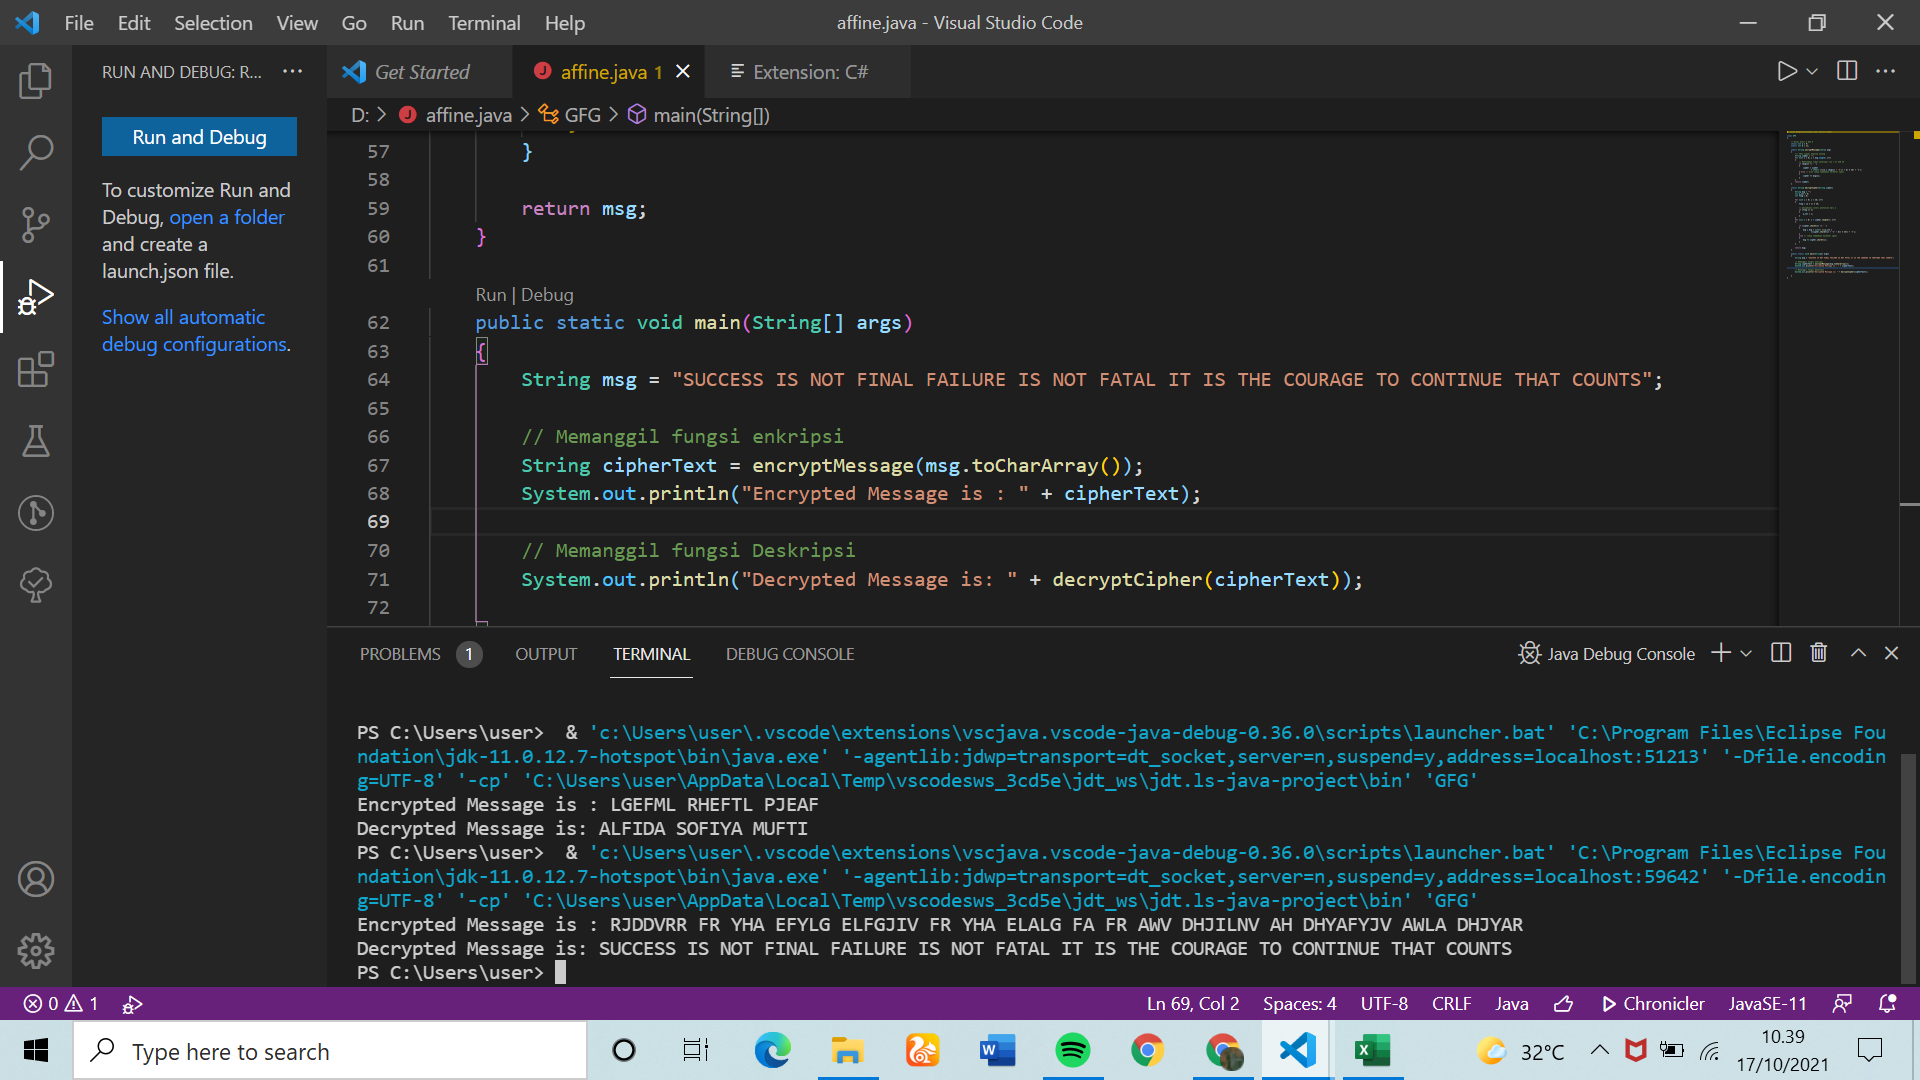 File Edit Selection View Go Run Terminal Help
affine.java - Visual Studio Code
RUN AND DEBUG: R... ···
Run and Debug
To customize Run and
Debug, open a folder
and create a
launch.json file.
Show all automatic
debug configurations.
Get Started
affine.java 1
Extension: C#
D: > affine.java > GFG > main(String[])
57 }
58
59 return msg;
60 }
61
Run | Debug
62 public static void main(String[] args)
63 {
64 String msg = "SUCCESS IS NOT FINAL FAILURE IS NOT FATAL IT IS THE COURAGE TO CONTINUE THAT COUNTS";
65
66 // Memanggil fungsi enkripsi
67 String cipherText = encryptMessage(msg.toCharArray());
68 System.out.println("Encrypted Message is : " + cipherText);
69
70 // Memanggil fungsi Deskripsi
71 System.out.println("Decrypted Message is: " + decryptCipher(cipherText));
72
PROBLEMS 1 OUTPUT TERMINAL DEBUG CONSOLE
Java Debug Console
PS C:\Users\user>  & 'c:\Users\user\.vscode\extensions\vscjava.vscode-java-debug-0.36.0\scripts\launcher.bat' 'C:\Program Files\Eclipse Fou
ndation\jdk-11.0.12.7-hotspot\bin\java.exe' '-agentlib:jdwp=transport=dt_socket,server=n,suspend=y,address=localhost:51213' '-Dfile.encodin
g=UTF-8' '-cp' 'C:\Users\user\AppData\Local\Temp\vscodesws_3cd5e\jdt_ws\jdt.ls-java-project\bin' 'GFG'
Encrypted Message is : LGEFML RHEFTL PJEAF
Decrypted Message is: ALFIDA SOFIYA MUFTI
PS C:\Users\user>  & 'c:\Users\user\.vscode\extensions\vscjava.vscode-java-debug-0.36.0\scripts\launcher.bat' 'C:\Program Files\Eclipse Fou
ndation\jdk-11.0.12.7-hotspot\bin\java.exe' '-agentlib:jdwp=transport=dt_socket,server=n,suspend=y,address=localhost:59642' '-Dfile.encodin
g=UTF-8' '-cp' 'C:\Users\user\AppData\Local\Temp\vscodesws_3cd5e\jdt_ws\jdt.ls-java-project\bin' 'GFG'
Encrypted Message is : RJDDVRR FR YHA EFYLG ELFGJIV FR YHA ELALG FA FR AWV DHJILNV AH DHYAFYJV AWLA DHJYAR
Decrypted Message is: SUCCESS IS NOT FINAL FAILURE IS NOT FATAL IT IS THE COURAGE TO CONTINUE THAT COUNTS
PS C:\Users\user>
0 1
Ln 69, Col 2 Spaces: 4 UTF-8 CRLF Java Chronicler JavaSE-11
Type here to search
32°C
10.39
17/10/2021